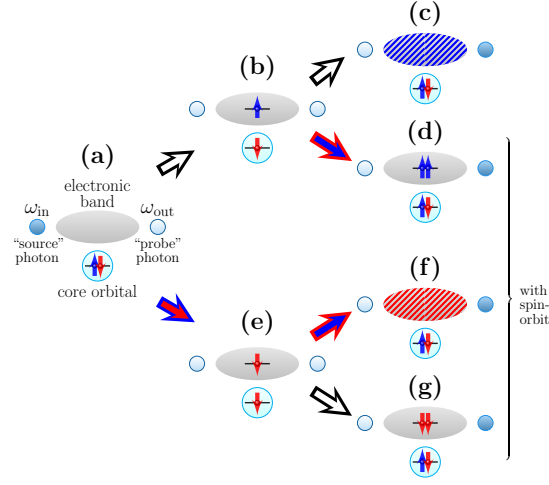 (c)
(b)
(d)
(a)
electronic
band
ω_in
ω_out
“source”
photon
“probe”
photon
core orbital
(f)
with
spin-
orbit
(e)
(g)